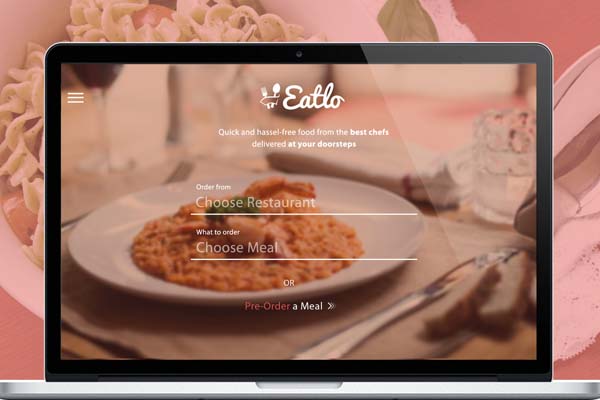 Eatlo
Quick and hassel-free food from the best chefs
delivered at your doorsteps
Order from
Choose Restaurant
What to order
Choose Meal
OR
Pre-Order a Meal